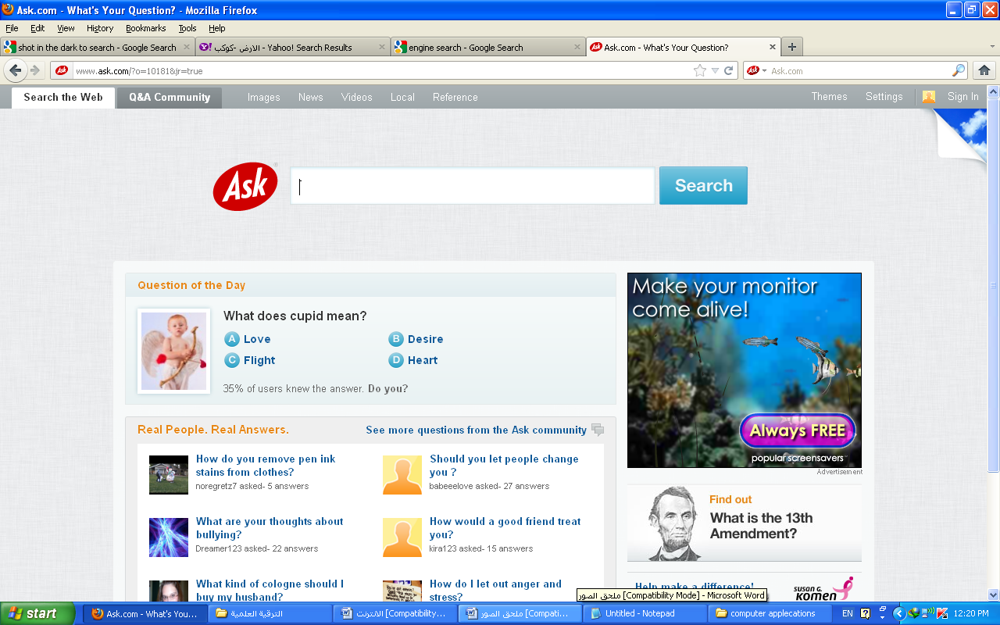 Ask.com - What's Your Question? - Mozilla Firefox
File Edit View History Bookmarks Tools Help
shot in the dark to search - Google Search
الارض -كوكب - Yahoo! Search Results
engine search - Google Search
Ask.com - What's Your Question?
www.ask.com/?o=10181&jr=true
Ask.com
Search the Web Q&A Community Images News Videos Local Reference Themes Settings Sign In
Ask
Search
Question of the Day
What does cupid mean?
A Love B Desire
C Flight D Heart
35% of users knew the answer. Do you?
Real People. Real Answers. See more questions from the Ask community
How do you remove pen ink
stains from clothes?
noregretz7 asked- 5 answers
Should you let people change
you ?
babeeelove asked- 27 answers
What are your thoughts about
bullying?
Dreamer123 asked- 22 answers
How would a good friend treat
you?
kira123 asked- 15 answers
What kind of cologne should I
buy my husband?
How do I let out anger and
stress?
Make your monitor
come alive!
Always FREE
popular screensavers
Advertisement
Find out
What is the 13th
Amendment?
Help make a difference!
SUSAN G.
Komen
ملحق الصور [Compatibility Mode] - Microsoft Word
start
Ask.com - What's You...
الترقية العلمية
الانترنت [Compatibility...
ملحق الصور [Compati...
Untitled - Notepad
computer applecations
EN
12:20 PM